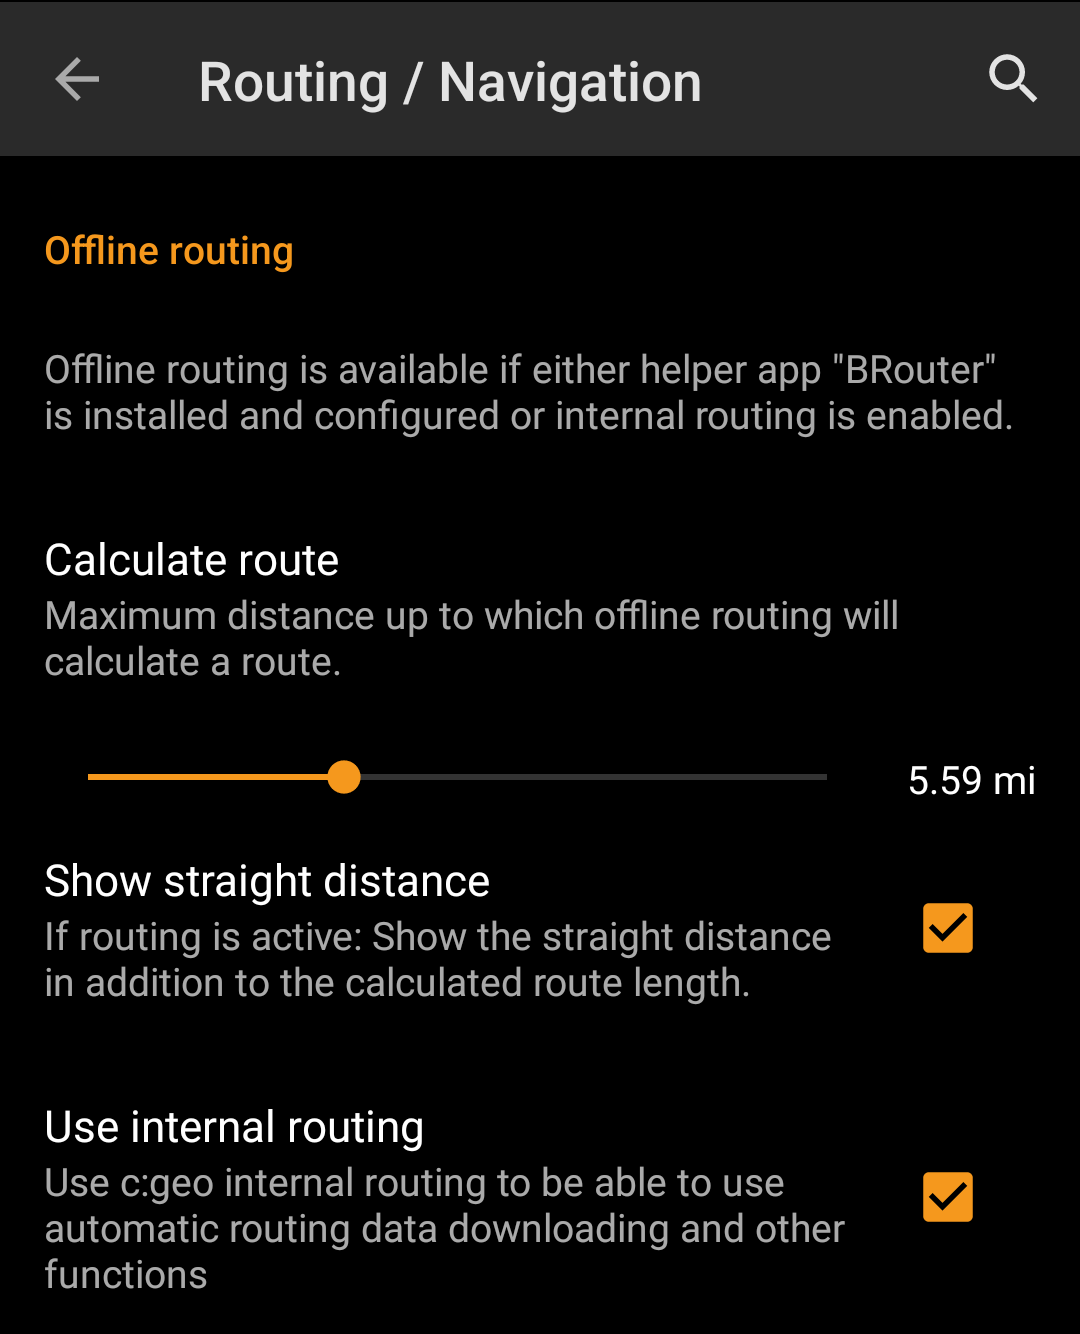 Routing / Navigation
Offline routing
Offline routing is available if either helper app "BRouter"
is installed and configured or internal routing is enabled.
Calculate route
Maximum distance up to which offline routing will
calculate a route.
5.59 mi
Show straight distance
If routing is active: Show the straight distance
in addition to the calculated route length.
Use internal routing
Use c:geo internal routing to be able to use
automatic routing data downloading and other
functions